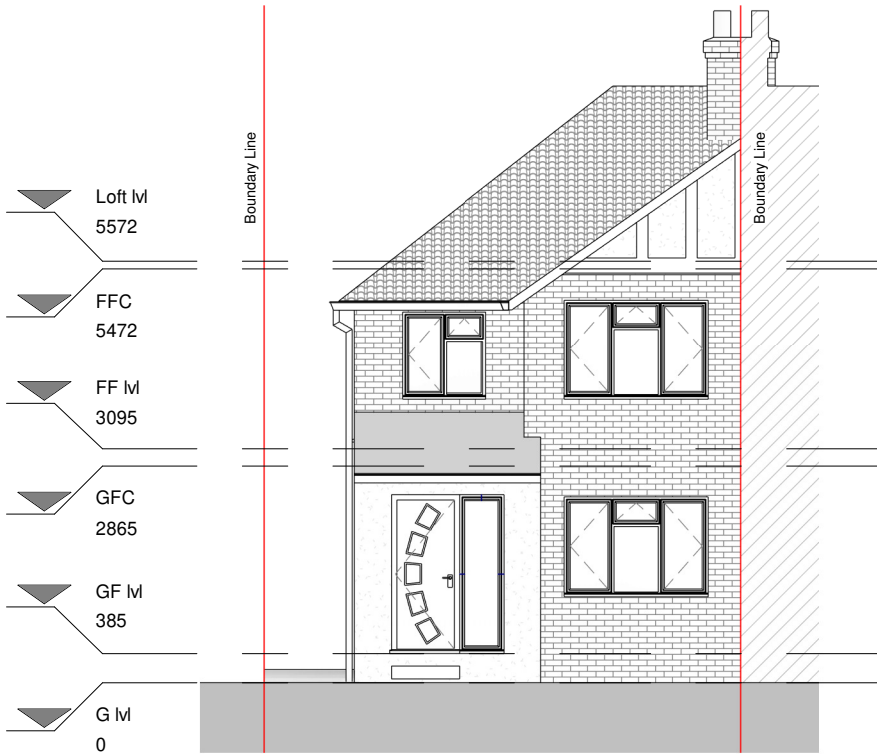 Boundary Line
Boundary Line
Loft lvl
5572
FFC
5472
FF lvl
3095
GFC
2865
GF lvl
385
G lvl
0